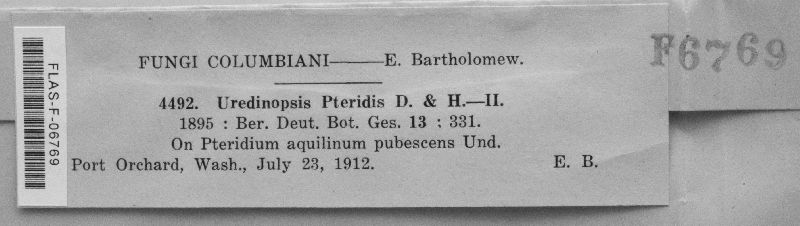 FUNGI COLUMBIANI——E. Bartholomew.
F6769
4492. Uredinopsis Pteridis D. & H.—II.
1895 : Ber. Deut. Bot. Ges. 13 : 331.
On Pteridium aquilinum pubescens Und.
Port Orchard, Wash., July 23, 1912. E. B.
FLAS-F-06769